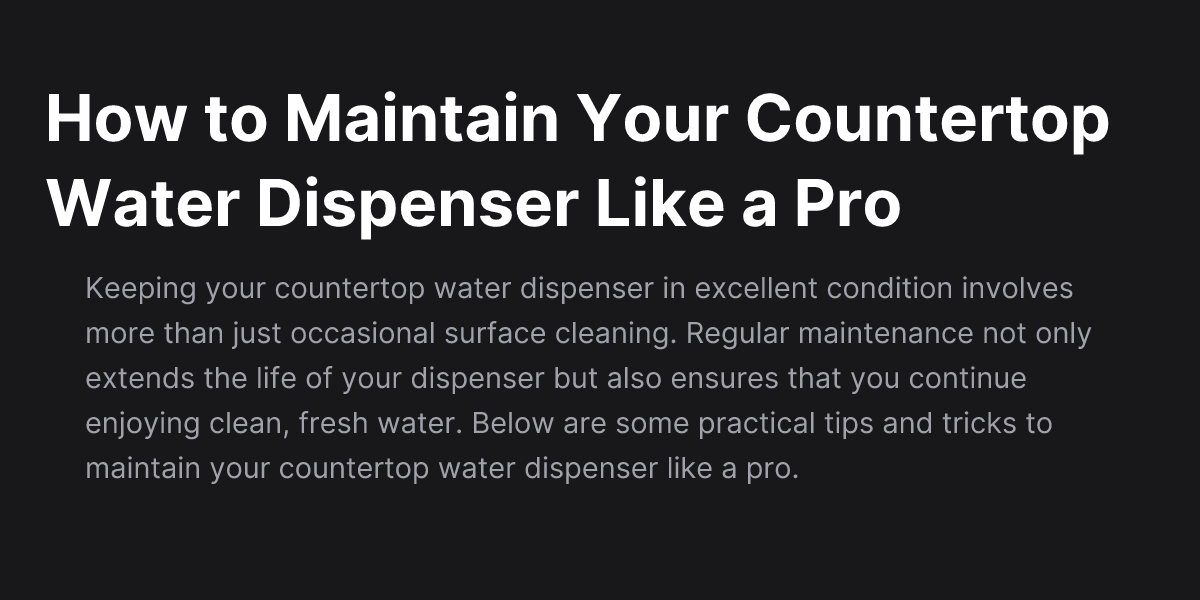 How to Maintain Your Countertop
Water Dispenser Like a Pro
Keeping your countertop water dispenser in excellent condition involves
more than just occasional surface cleaning. Regular maintenance not only
extends the life of your dispenser but also ensures that you continue
enjoying clean, fresh water. Below are some practical tips and tricks to
maintain your countertop water dispenser like a pro.